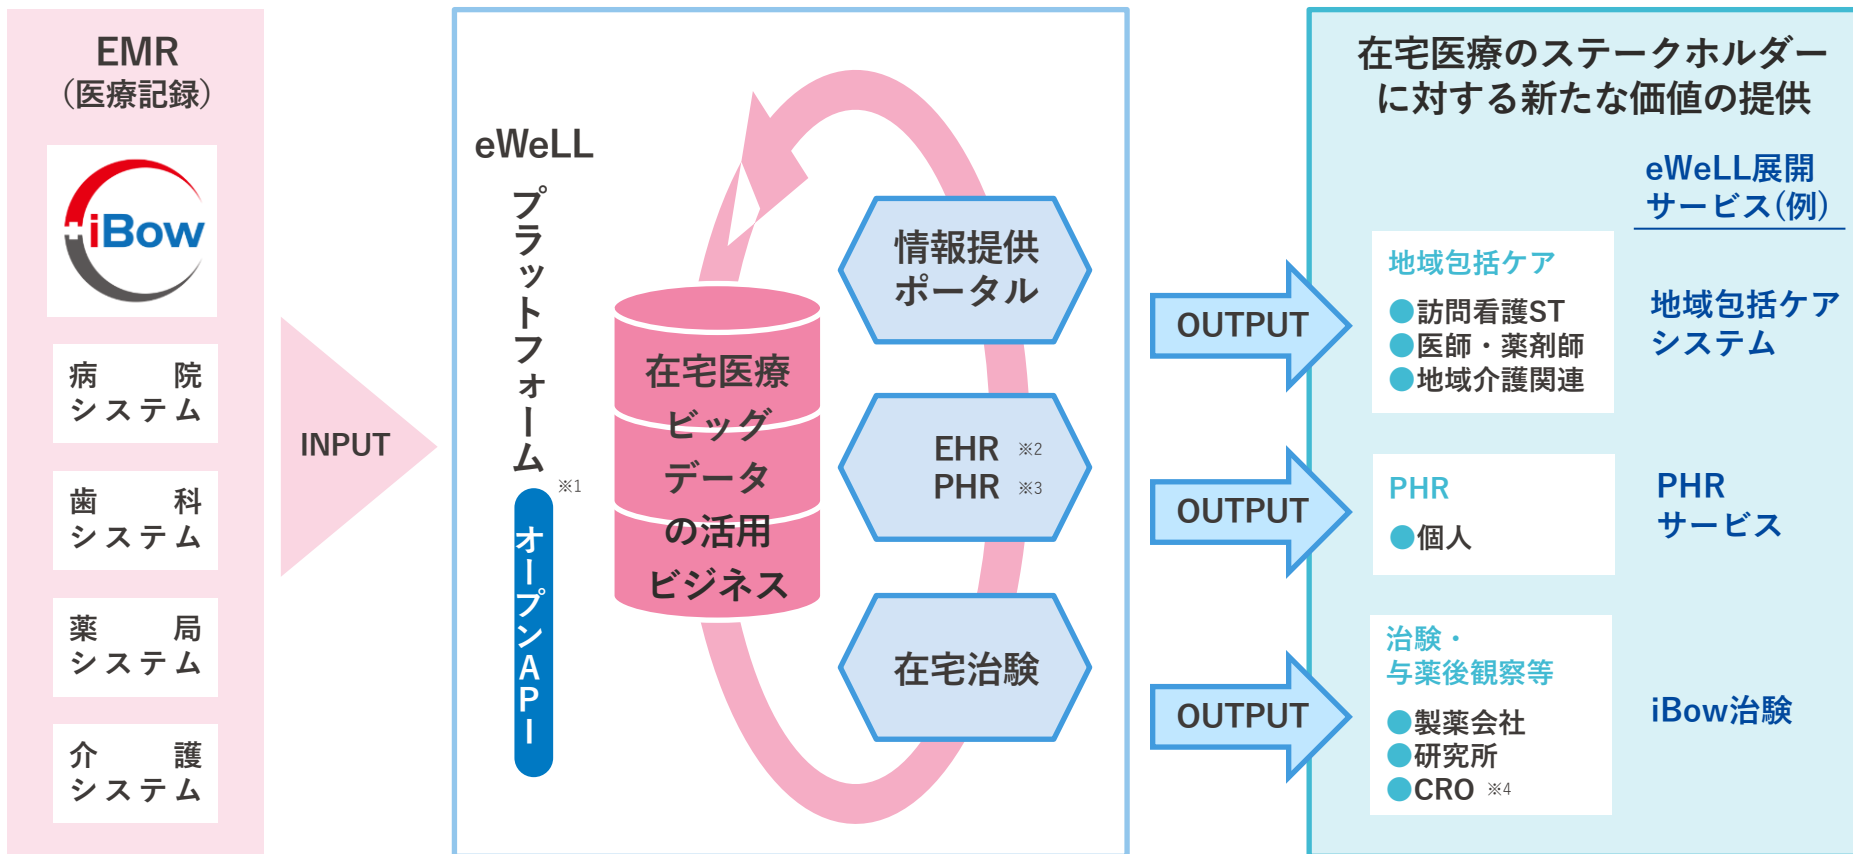 EMR
（医療記録）
iBow
病院
システム
歯科
システム
薬局
システム
介護
システム
INPUT
eWeLL
プラットフォーム
※1
オープンAPI
在宅医療
ビッグ
データ
の活用
ビジネス
情報提供
ポータル
EHR ※2
PHR ※3
在宅治験
OUTPUT
OUTPUT
OUTPUT
在宅医療のステークホルダー
に対する新たな価値の提供
eWeLL展開
サービス(例)
地域包括ケア
●訪問看護ST
●医師・薬剤師
●地域介護関連
地域包括ケア
システム
PHR
●個人
PHR
サービス
治験・
与薬後観察等
●製薬会社
●研究所
●CRO ※4
iBow治験